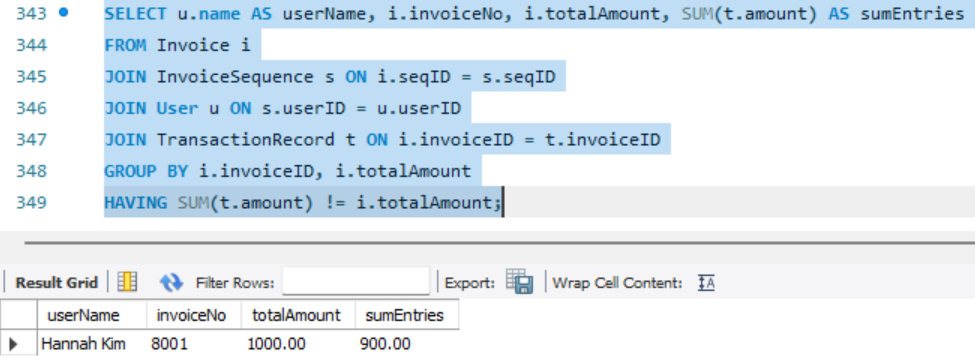 343 SELECT u.name AS userName, i.invoiceNo, i.totalAmount, SUM(t.amount) AS sumEntries
344 FROM Invoice i
345 JOIN InvoiceSequence s ON i.seqID = s.seqID
346 JOIN User u ON s.userID = u.userID
347 JOIN TransactionRecord t ON i.invoiceID = t.invoiceID
348 GROUP BY i.invoiceID, i.totalAmount
349 HAVING SUM(t.amount) != i.totalAmount;
Result Grid Filter Rows: Export: Wrap Cell Content: IA
userName invoiceNo totalAmount sumEntries
Hannah Kim 8001 1000.00 900.00